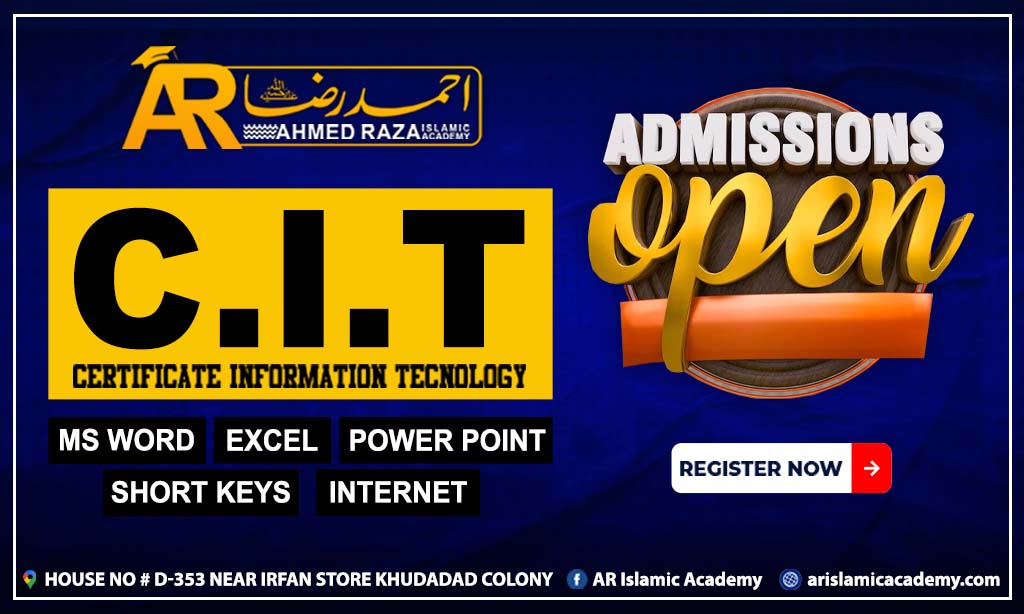 AR
احمد رضا
AHMED RAZA ISLAMIC ACADEMY
C.I.T
CERTIFICATE INFORMATION TECNOLOGY
MS WORD EXCEL POWER POINT
SHORT KEYS INTERNET
ADMISSIONS
open
REGISTER NOW
HOUSE NO # D-353 NEAR IRFAN STORE KHUDADAD COLONY AR Islamic Academy arislamicacademy.com